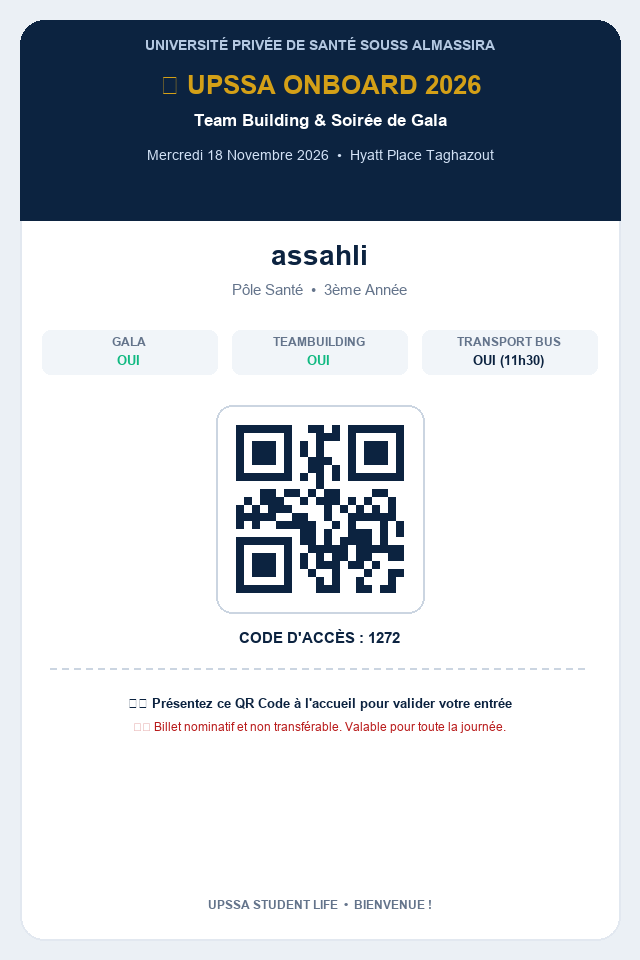 UNIVERSITÉ PRIVÉE DE SANTÉ SOUSS ALMASSIRA
UPSSA ONBOARD 2026
Team Building & Soirée de Gala
Mercredi 18 Novembre 2026 • Hyatt Place Taghazout
assahli
Pôle Santé • 3ème Année
GALA
OUI
TEAMBUILDING
OUI
TRANSPORT BUS
OUI (11h30)
CODE D'ACCÈS : 1272
Présentez ce QR Code à l'accueil pour valider votre entrée
Billet nominatif et non transférable. Valable pour toute la journée.
UPSSA STUDENT LIFE • BIENVENUE !